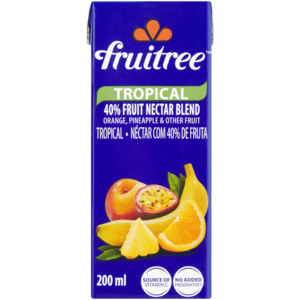 fruitree
TROPICAL
40% FRUIT NECTAR BLEND
ORANGE, PINEAPPLE & OTHER FRUIT
TROPICAL • NÉCTAR COM 40% DE FRUTA
200 ml
SOURCE OF
VITAMIN C
NO ADDED
PRESERVATIVES